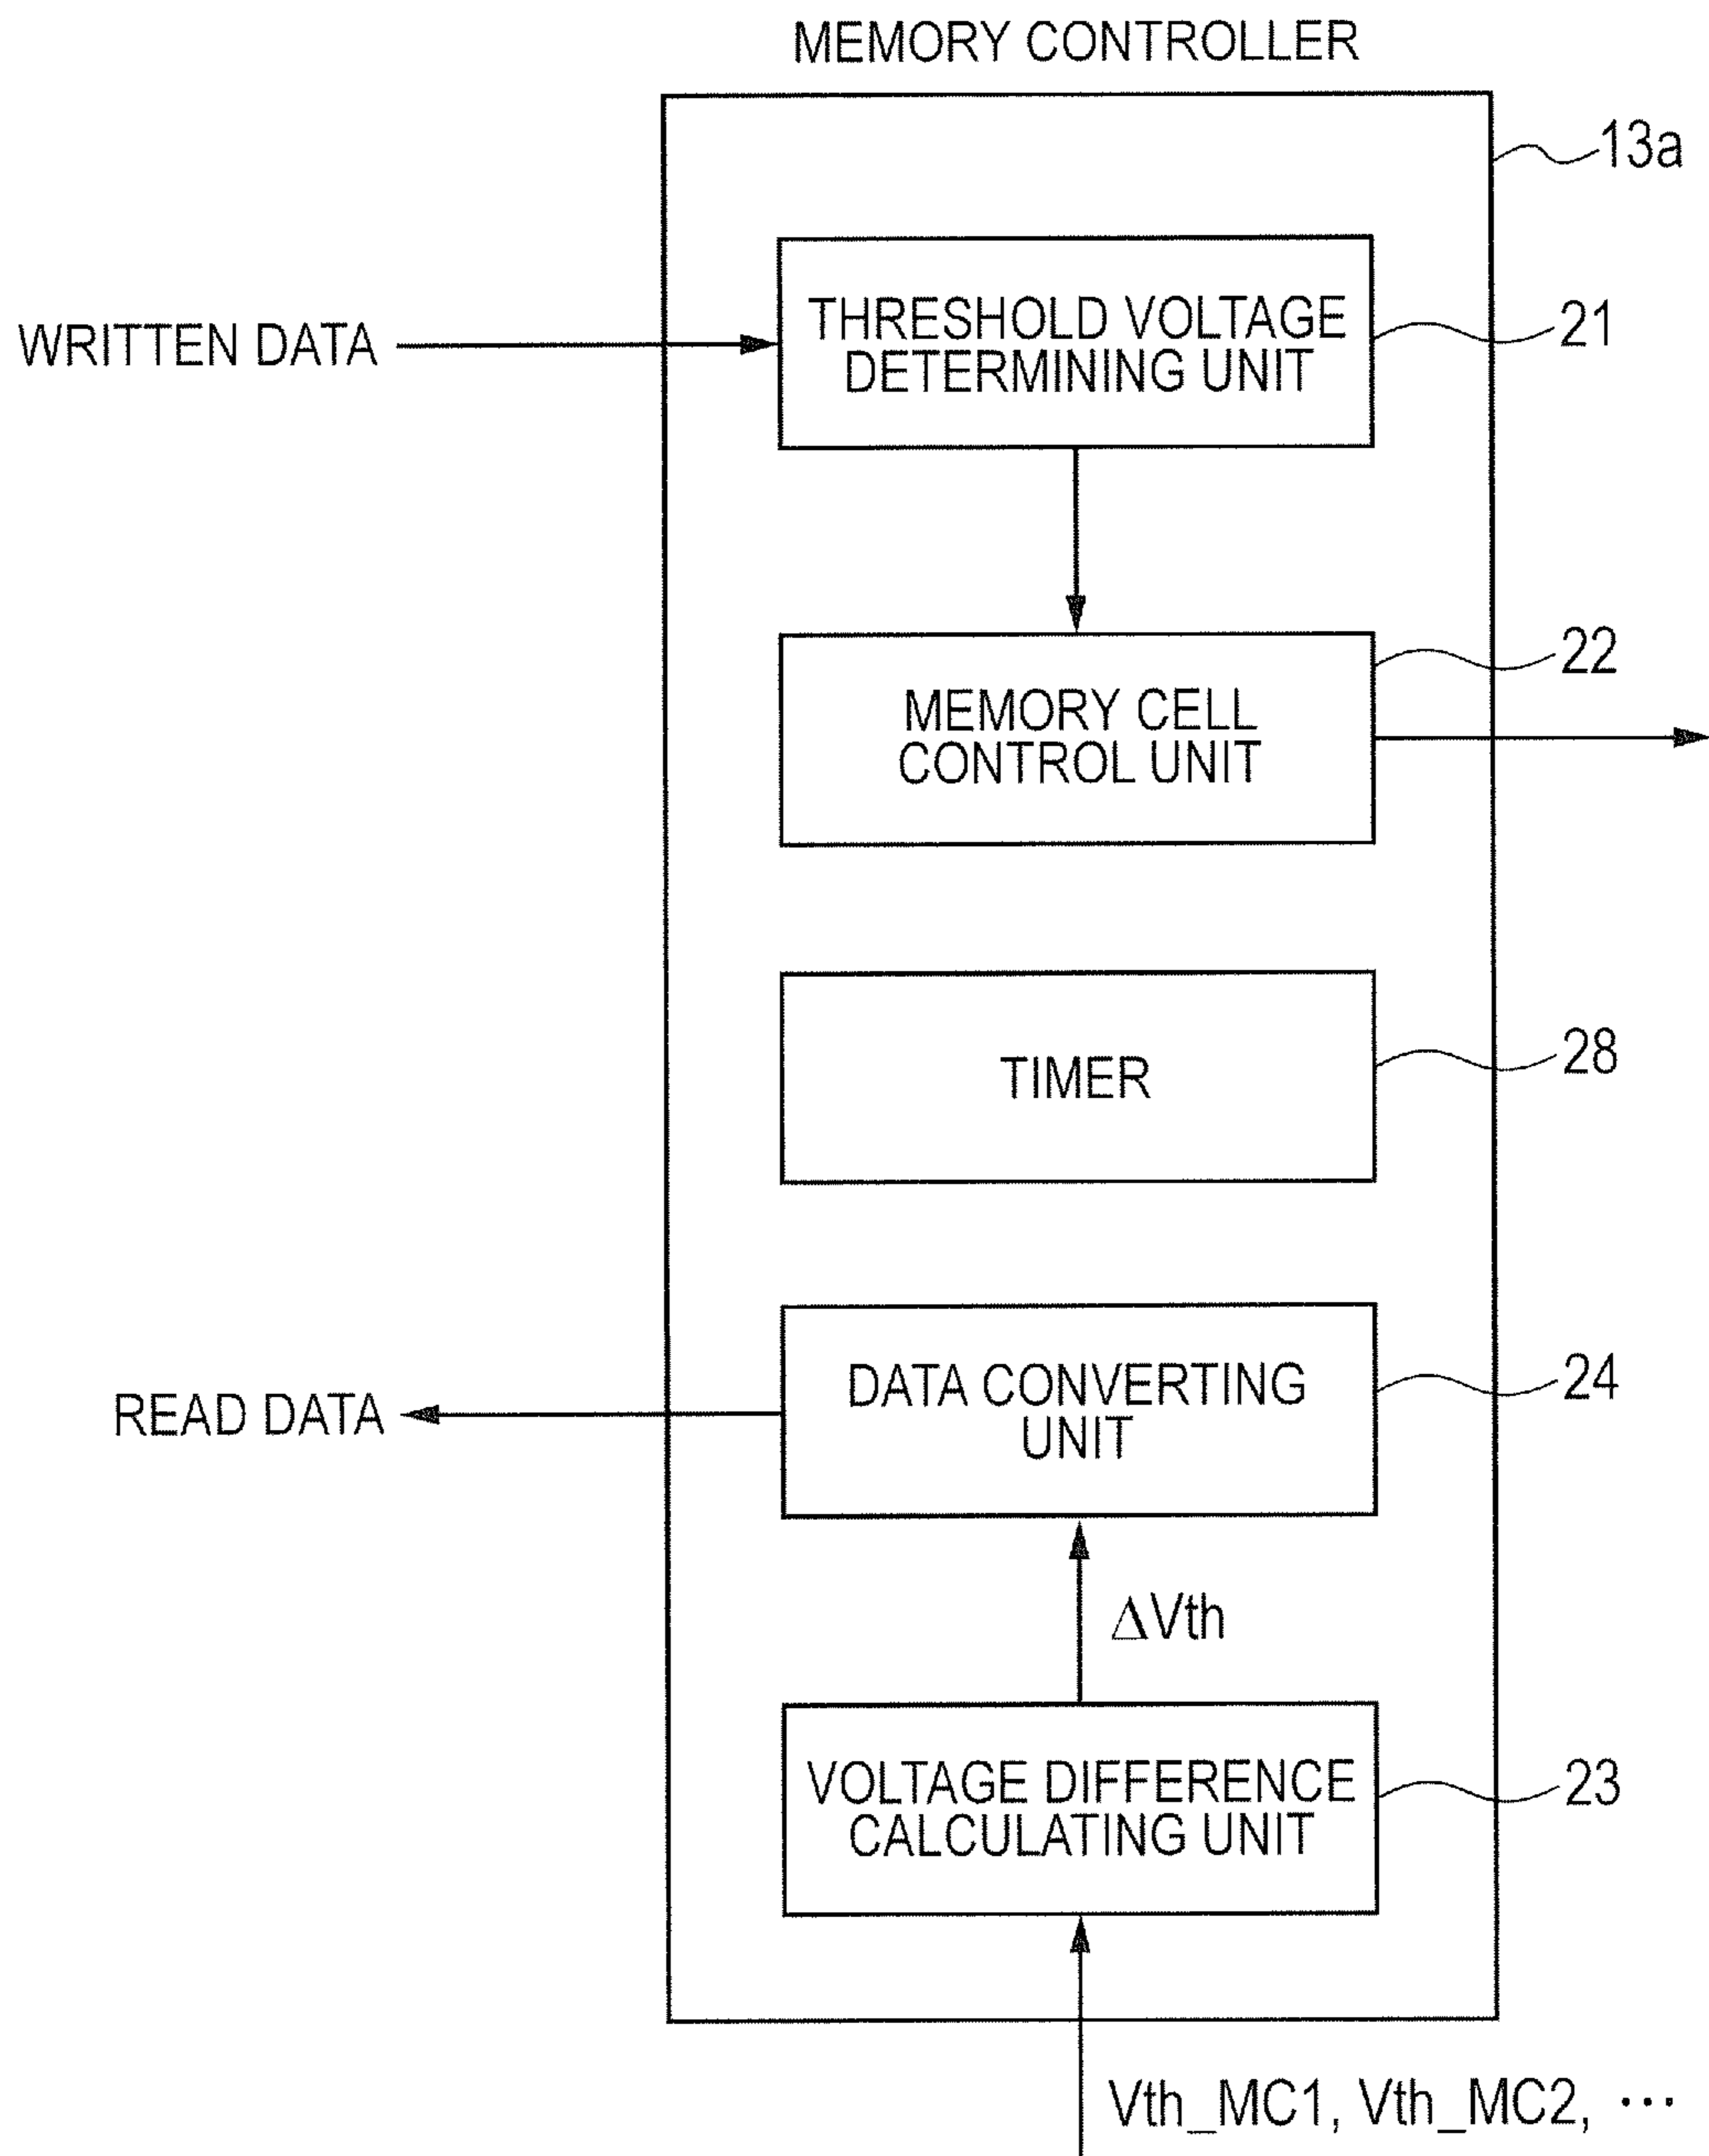 MEMORY CONTROLLER
13a
THRESHOLD VOLTAGE
DETERMINING UNIT
21
WRITTEN DATA
22
MEMORY CELL
CONTROL UNIT
28
TIMER
24
DATA CONVERTING
UNIT
READ DATA
ΔVth
VOLTAGE DIFFERENCE
CALCULATING UNIT
23
Vth_MC1, Vth_MC2, ···